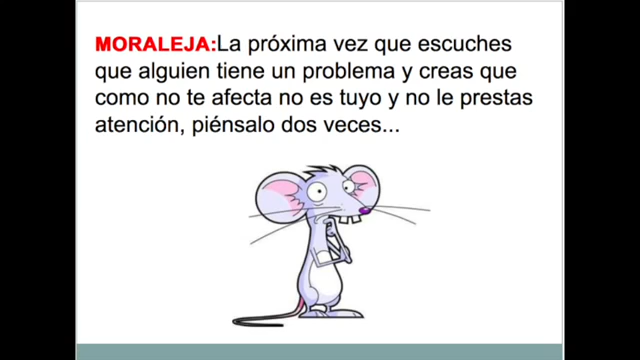 MORALEJA:La próxima vez que escuches
que alguien tiene un problema y creas que
como no te afecta no es tuyo y no le prestas
atención, piénsalo dos veces...